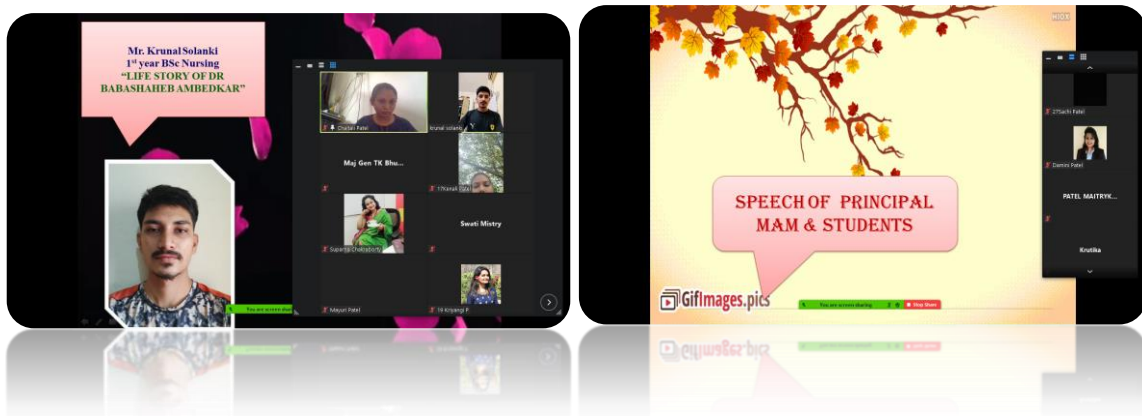 Mr. Krunal Solanki
1st year BSc Nursing
“LIFE STORY OF DR
BABASHAHEB AMBEDKAR”
Chaitali Patel
krunal solanki
Maj Gen TK Bhu...
17Kinjali Patel
Suparna Chakraborty
Swati Mistry
Mayuri Patel
19 Kriyangi P
You are screen shari
SPEECH OF PRINCIPAL
MAM & STUDENTS
GifImages.pics
You are screen sharing
Stop Share
27Sachi Patel
Damini Patel
PATEL MAITRYK...
Krutika